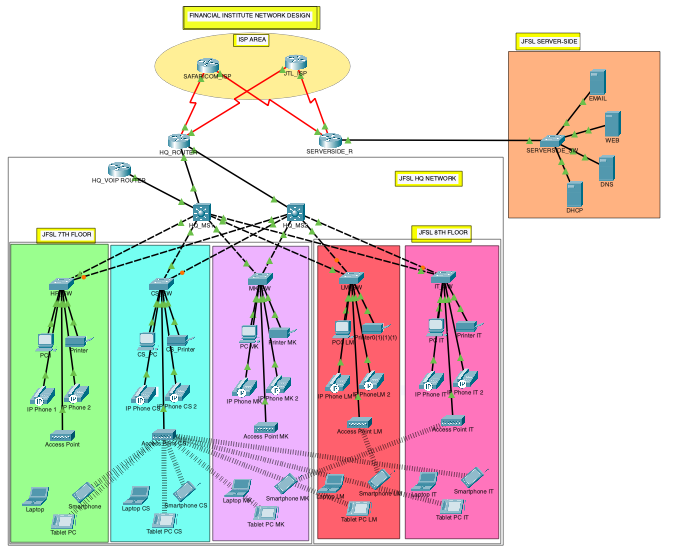 FINANCIAL INSTITUTE NETWORK DESIGN
ISP AREA
JFSL SERVER-SIDE
SAFARICOM_ISP
JTL_ISP
EMAIL
HQ_ROUTER
SERVERSIDE_R
SERVERSIDE_SW
WEB
HQ_VOIP ROUTER
JFSL HQ NETWORK
DNS
DHCP
HQ_MS
HQ_MS2
JFSL 7TH FLOOR
JFSL 8TH FLOOR
PC
Printer
CS_PC
CS_Printer
PC MK
Printer MK
PC LM
Printer0(1)(1)(1)
PC IT
Printer IT
IP Phone 1
IP Phone 2
IP Phone CS
IP Phone CS 2
IP Phone MK
IP Phone MK 2
IP Phone LM
IP PhoneLM 2
IP Phone IT
IP Phone IT 2
Access Point
Access Point CS
Access Point MK
Access Point LM
Access Point IT
Laptop
Smartphone
Laptop CS
Smartphone CS
Laptop MK
Smartphone MK
Laptop LM
Smartphone LM
Laptop IT
Smartphone IT
Tablet PC
Tablet PC CS
Tablet PC MK
Tablet PC LM
Tablet PC IT